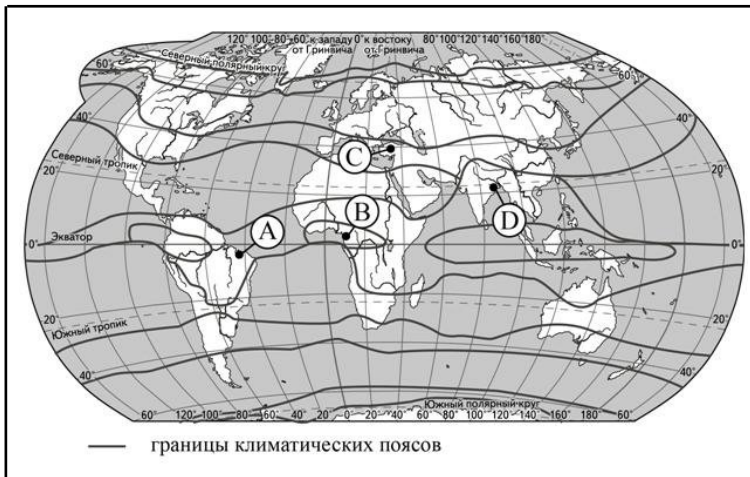 120°100°80°60° к западу 0° к востоку 80°100°120°140°160°180°
от Гринвича от Гринвича
Северный полярный круг
60° 60°
40° 40°
Северный тропик
20° 20°
C
B
A
D
Экватор
0° 0°
20° 20°
Южный тропик
40° 40°
Южный полярный круг
60° 120° 100° 80° 60° 40° 20° 0° 20° 40° 60° 80° 100° 120° 140° 160° 180° 60°
границы климатических поясов